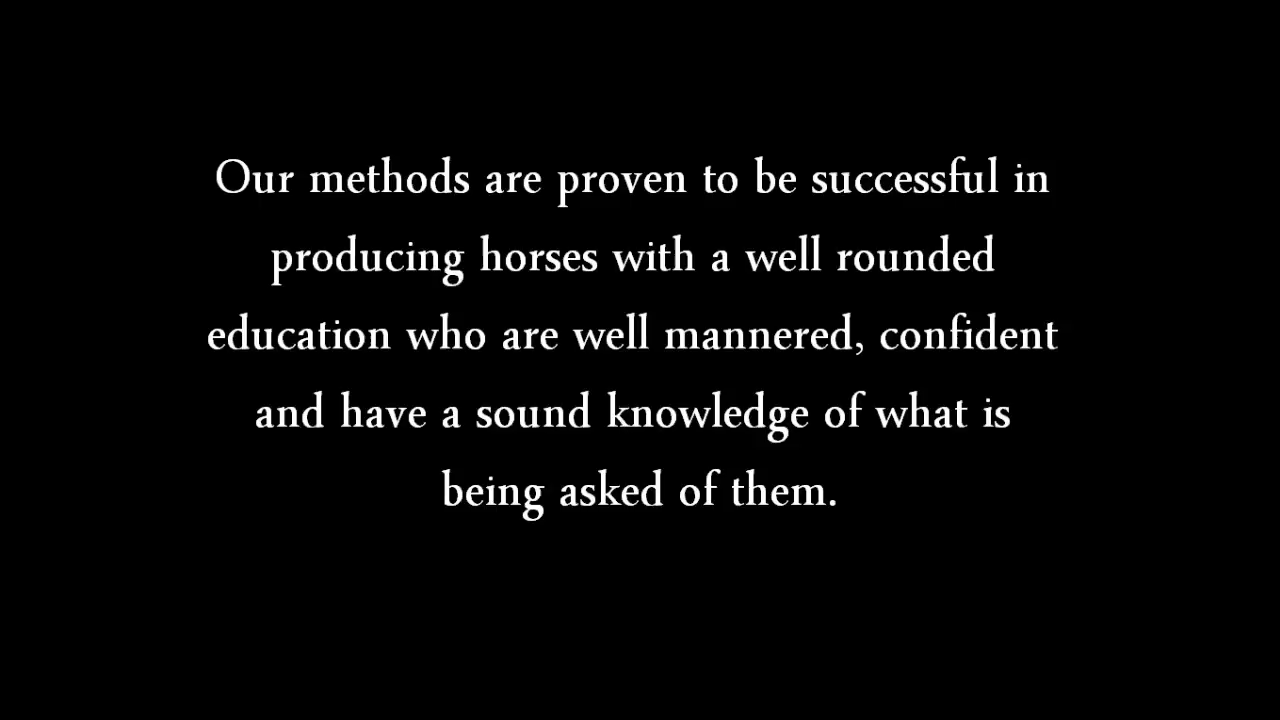 Our methods are proven to be successful in
producing horses with a well rounded
education who are well mannered, confident
and have a sound knowledge of what is
being asked of them.